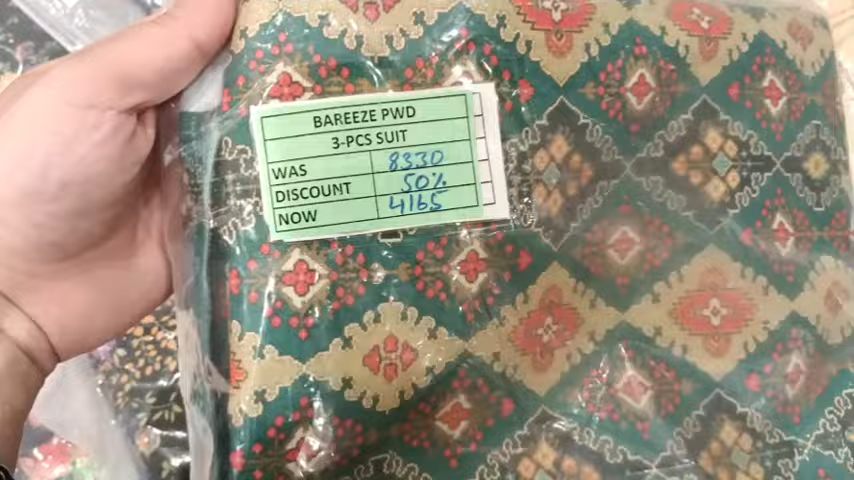 BAREEZE PWD
3-PCS SUIT
WAS 8330
DISCOUNT 50%
NOW 4165